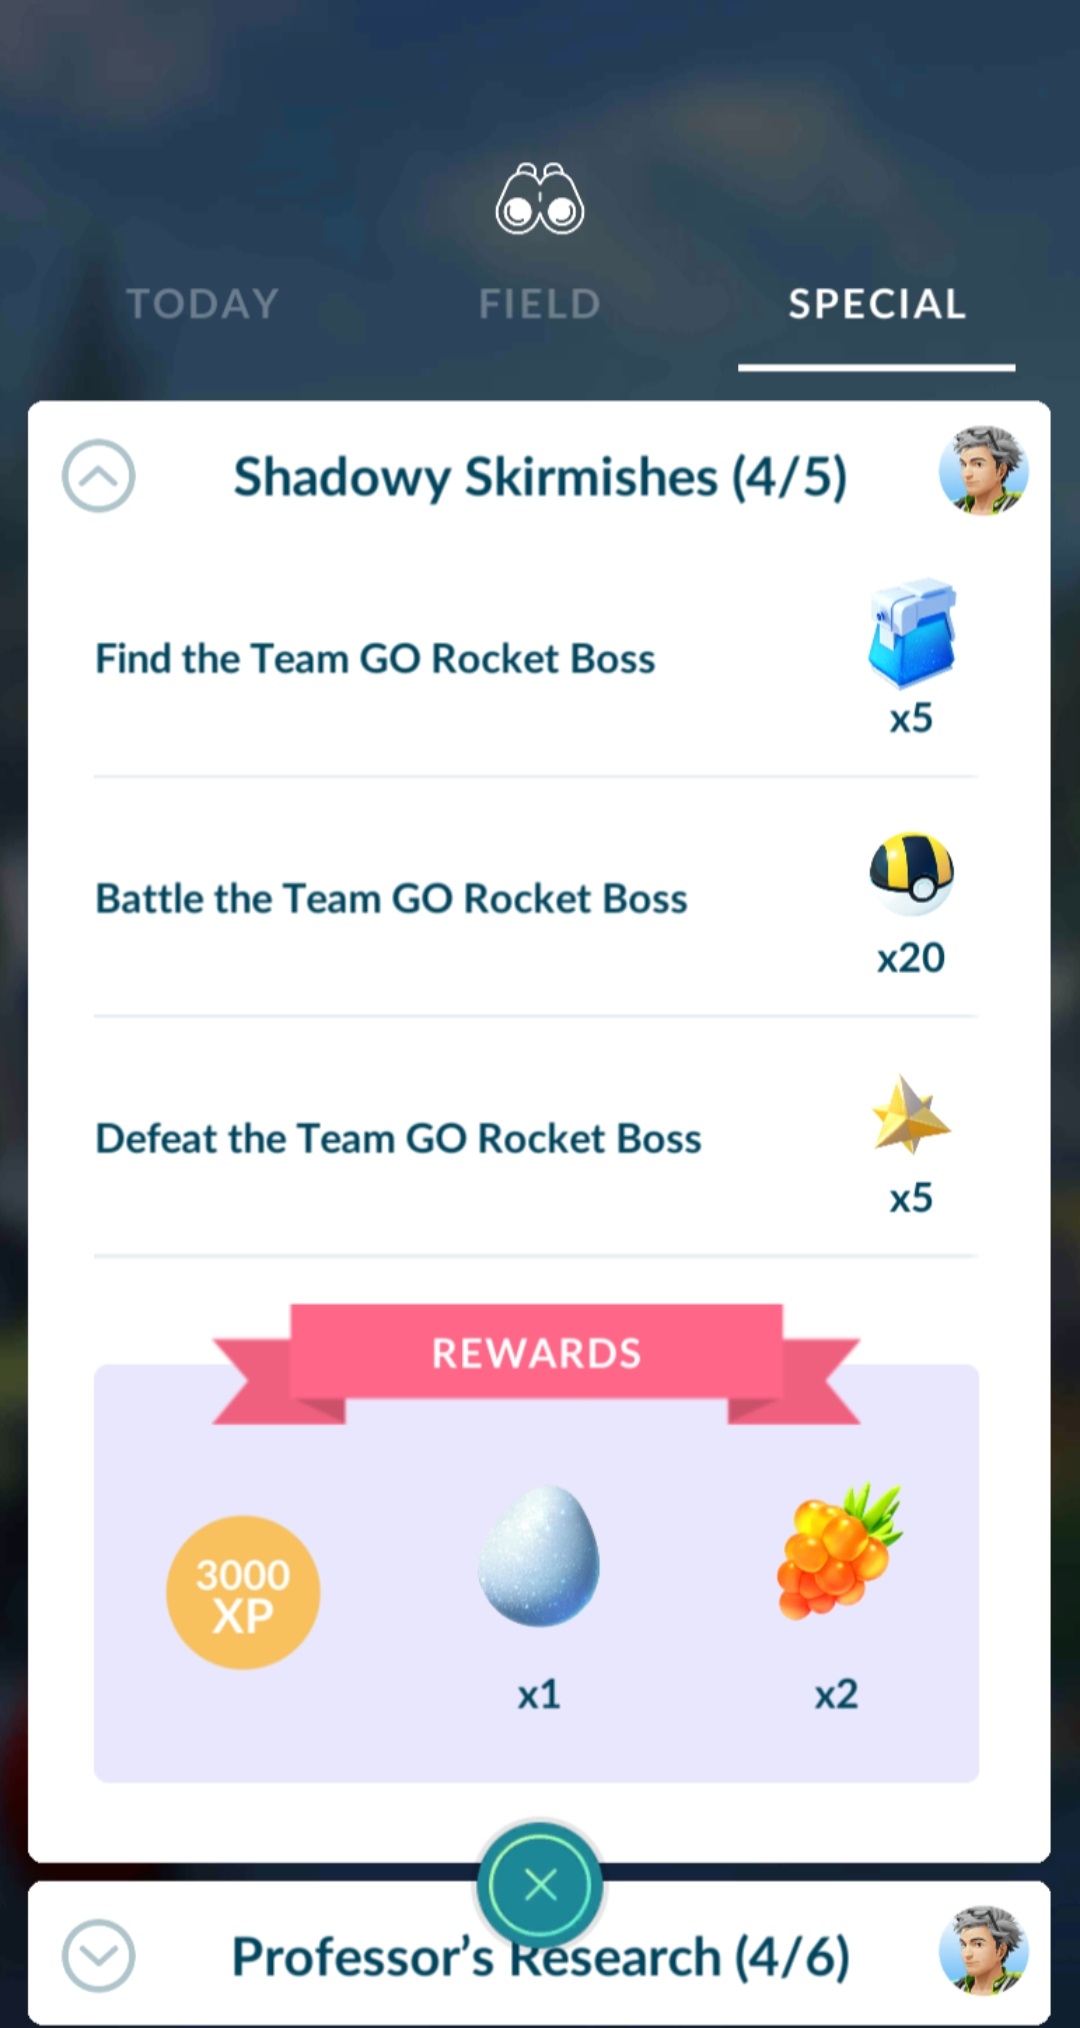 TODAY
FIELD
SPECIAL
Shadowy Skirmishes (4/5)
Find the Team GO Rocket Boss
x5
Battle the Team GO Rocket Boss
x20
Defeat the Team GO Rocket Boss
x5
REWARDS
3000
XP
x1
x2
Professor’s Research (4/6)